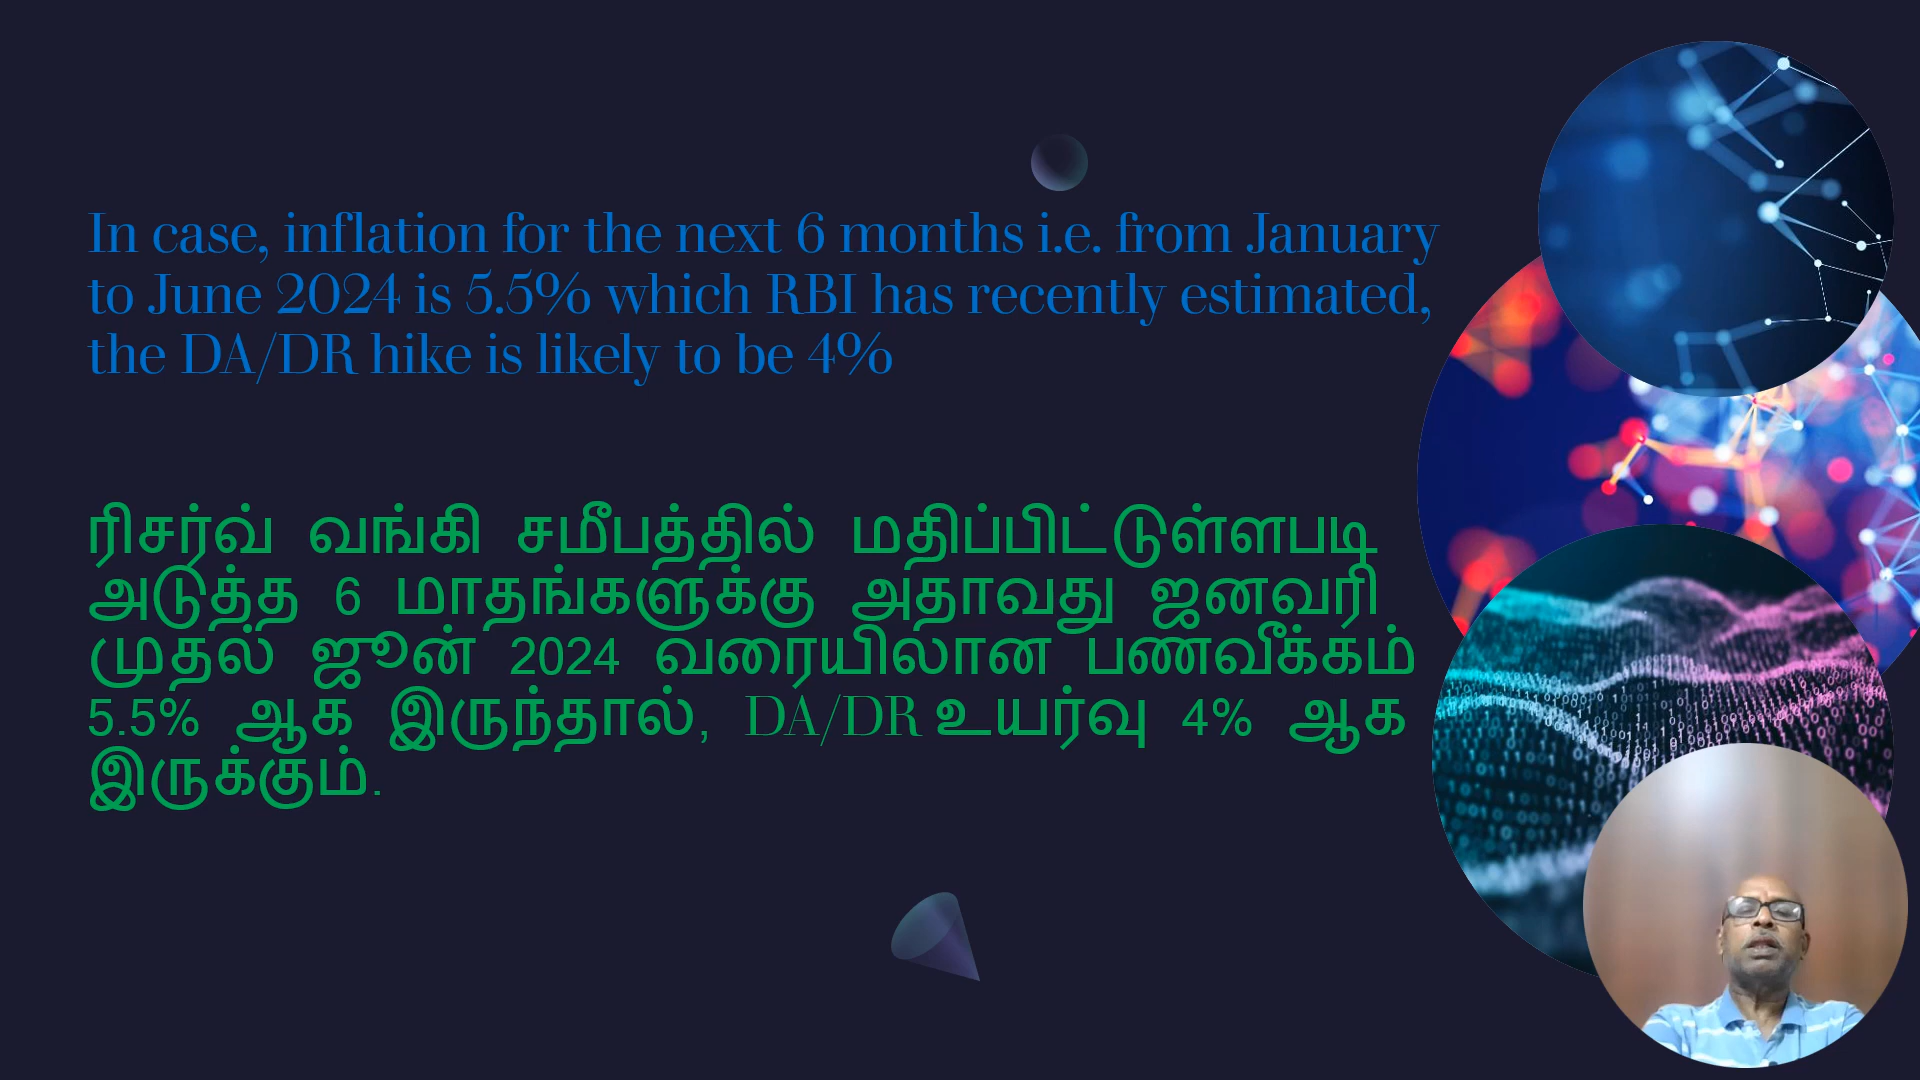 In case, inflation for the next 6 months i.e. from January
to June 2024 is 5.5% which RBI has recently estimated,
the DA/DR hike is likely to be 4%
ரிசர்வ் வங்கி சமீபத்தில் மதிப்பிட்டுள்ளபடி
அடுத்த 6 மாதங்களுக்கு அதாவது ஜனவரி
முதல் ஜூன் 2024 வரையிலான பணவீக்கம்
5.5% ஆக இருந்தால், DA/DR உயர்வு 4% ஆக
இருக்கும்.